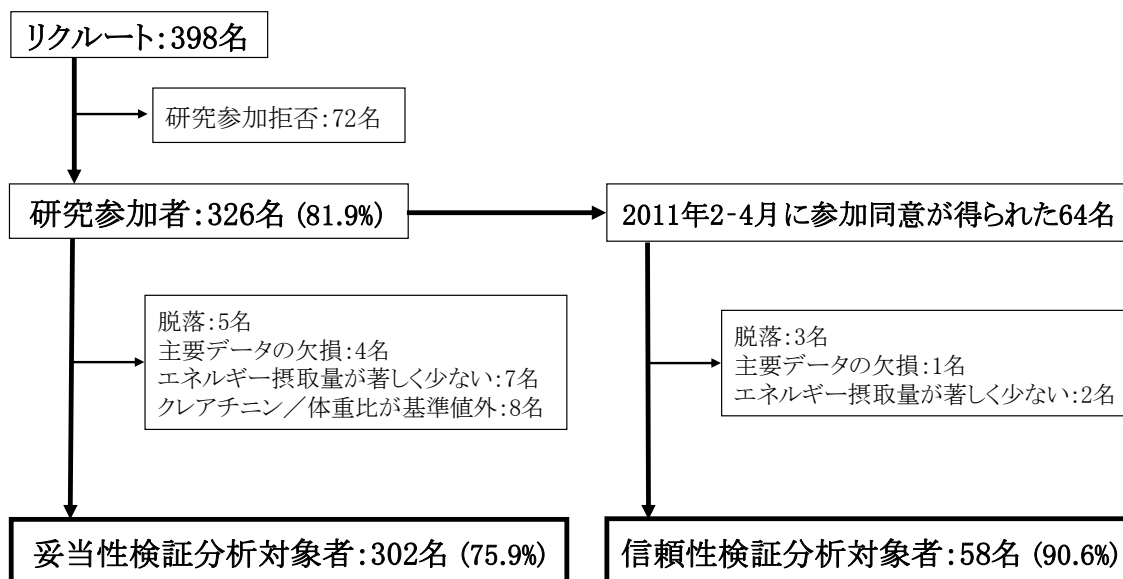 リクルート:398名
研究参加拒否:72名
研究参加者:326名 (81.9%)
2011年2-4月に参加同意が得られた64名
脱落:5名
主要データの欠損:4名
エネルギー摂取量が著しく少ない:7名
クレアチニン／体重比が基準値外:8名
脱落:3名
主要データの欠損:1名
エネルギー摂取量が著しく少ない:2名
妥当性検証分析対象者:302名 (75.9%)
信頼性検証分析対象者:58名 (90.6%)